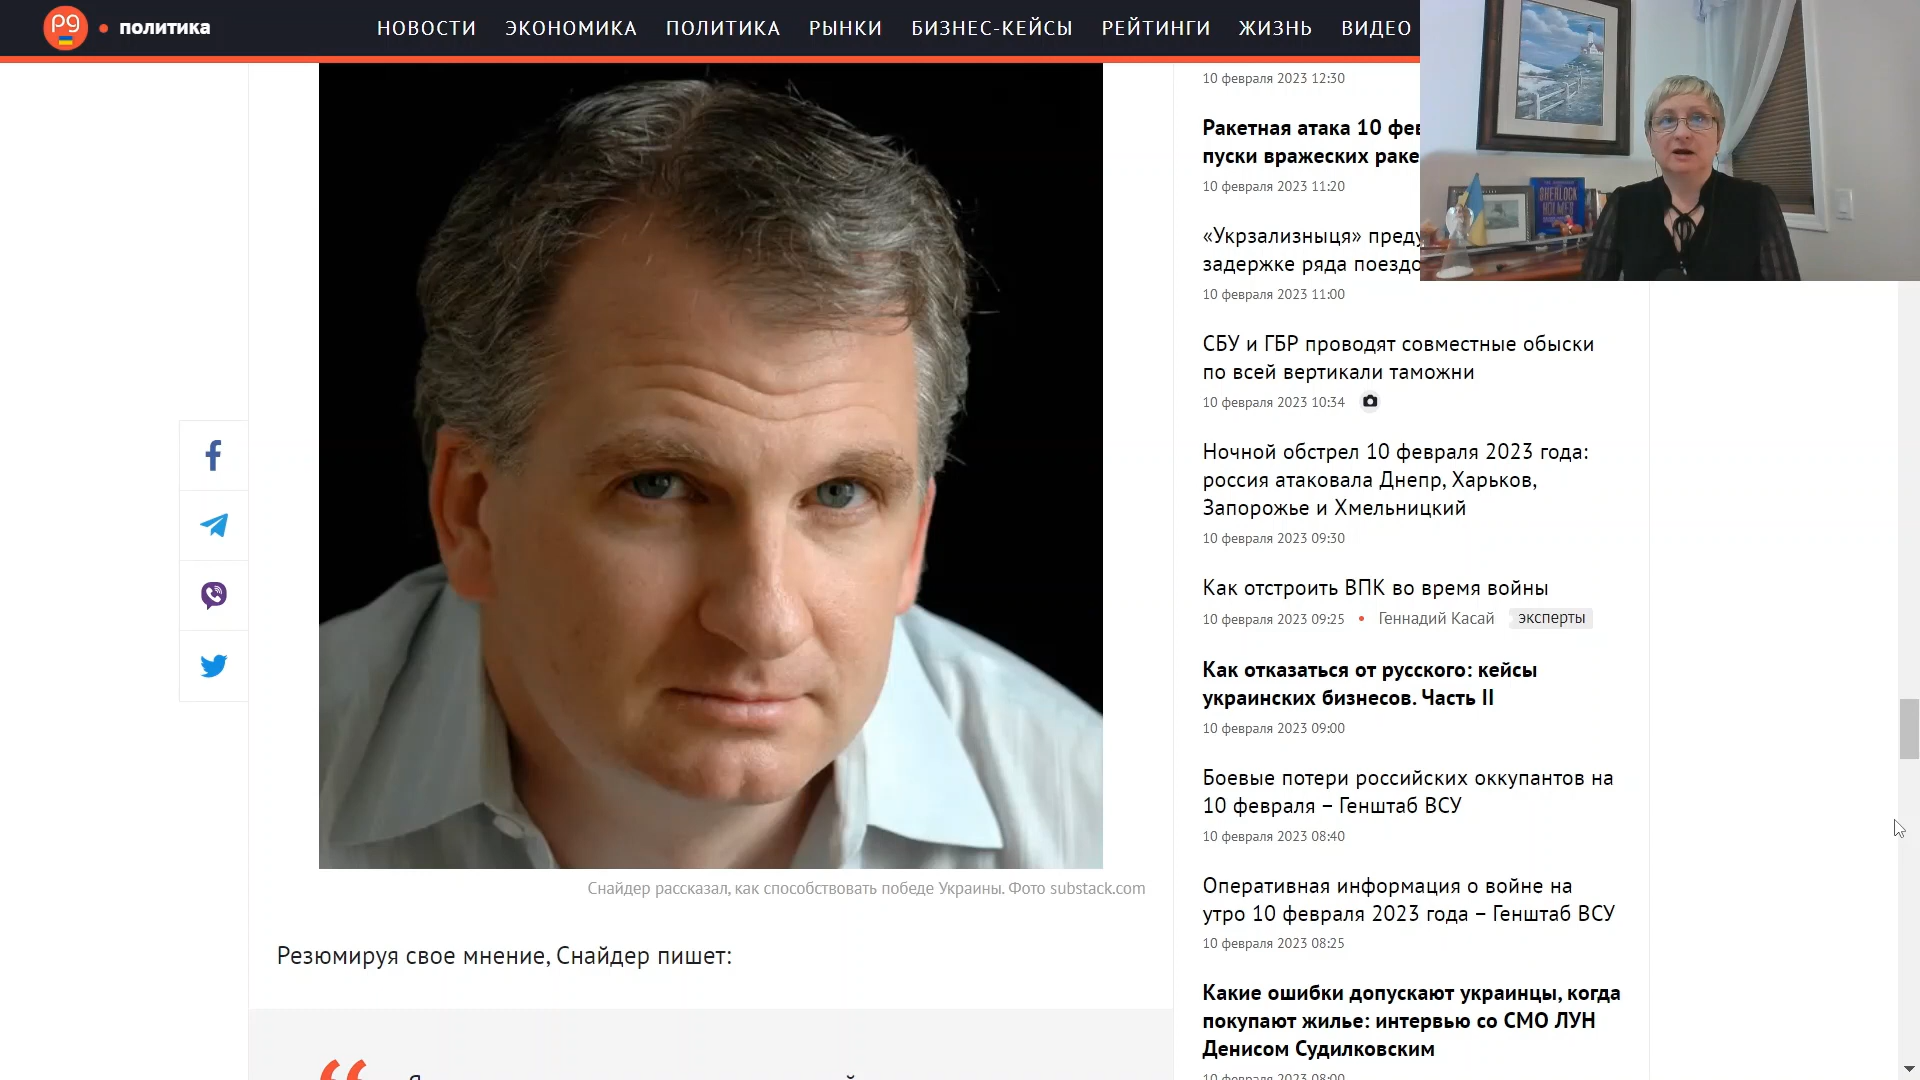 pg
политика
НОВОСТИ ЭКОНОМИКА ПОЛИТИКА РЫНКИ БИЗНЕС-КЕЙСЫ РЕЙТИНГИ ЖИЗНЬ ВИДЕО
Снайдер рассказал, как способствовать победе Украины. Фото substack.com
Резюмируя свое мнение, Снайдер пишет:
10 февраля 2023 12:30
Ракетная атака 10
пуски вражеских
10 февраля 2023 11:20
«Укрзализныця»
задержке ряда
10 февраля 2023 11:00
СБУ и ГБР проводят совместные обыски
по всей вертикали таможни
10 февраля 2023 10:34
Ночной обстрел 10 февраля 2023 года:
россия атаковала Днепр, Харьков,
Запорожье и Хмельницкий
10 февраля 2023 09:30
Как отстроить ВПК во время войны
10 февраля 2023 09:25 • Геннадий Касай эксперты
Как отказаться от русского: кейсы
украинских бизнесов. Часть II
10 февраля 2023 09:00
Боевые потери российских оккупантов на
10 февраля – Генштаб ВСУ
10 февраля 2023 08:40
Оперативная информация о войне на
утро 10 февраля 2023 года – Генштаб ВСУ
10 февраля 2023 08:25
Какие ошибки допускают украинцы, когда
покупают жилье: интервью со СМО ЛУН
Денисом Судилковским
10 февраля 2023 08:00
SHERLOCK
HOLMES